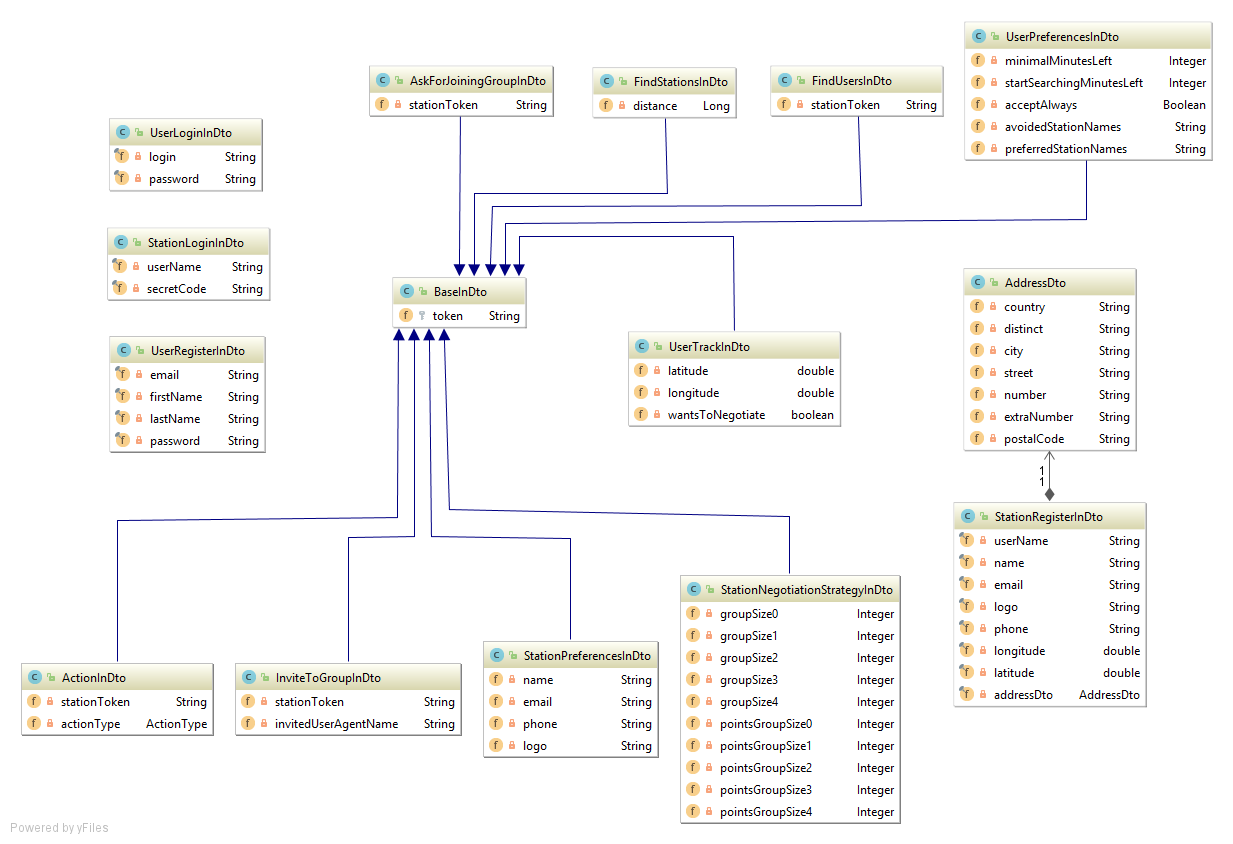 UserPreferencesInDto
minimalMinutesLeft Integer
startSearchingMinutesLeft Integer
acceptAlways Boolean
avoidedStationNames String
preferredStationNames String
AskForJoiningGroupInDto
stationToken String
FindStationsInDto
distance Long
FindUsersInDto
stationToken String
UserLoginInDto
login String
password String
StationLoginInDto
userName String
secretCode String
BaseInDto
token String
AddressDto
country String
distinct String
city String
street String
number String
extraNumber String
postalCode String
UserRegisterInDto
email String
firstName String
lastName String
password String
UserTrackInDto
latitude double
longitude double
wantsToNegotiate boolean
1
1
StationRegisterInDto
userName String
name String
email String
logo String
phone String
longitude double
latitude double
addressDto AddressDto
StationNegotiationStrategyInDto
groupSize0 Integer
groupSize1 Integer
groupSize2 Integer
groupSize3 Integer
groupSize4 Integer
pointsGroupSize0 Integer
pointsGroupSize1 Integer
pointsGroupSize2 Integer
pointsGroupSize3 Integer
pointsGroupSize4 Integer
StationPreferencesInDto
name String
email String
phone String
logo String
ActionInDto
stationToken String
actionType ActionType
InviteToGroupInDto
stationToken String
invitedUserAgentName String
Powered by yFiles